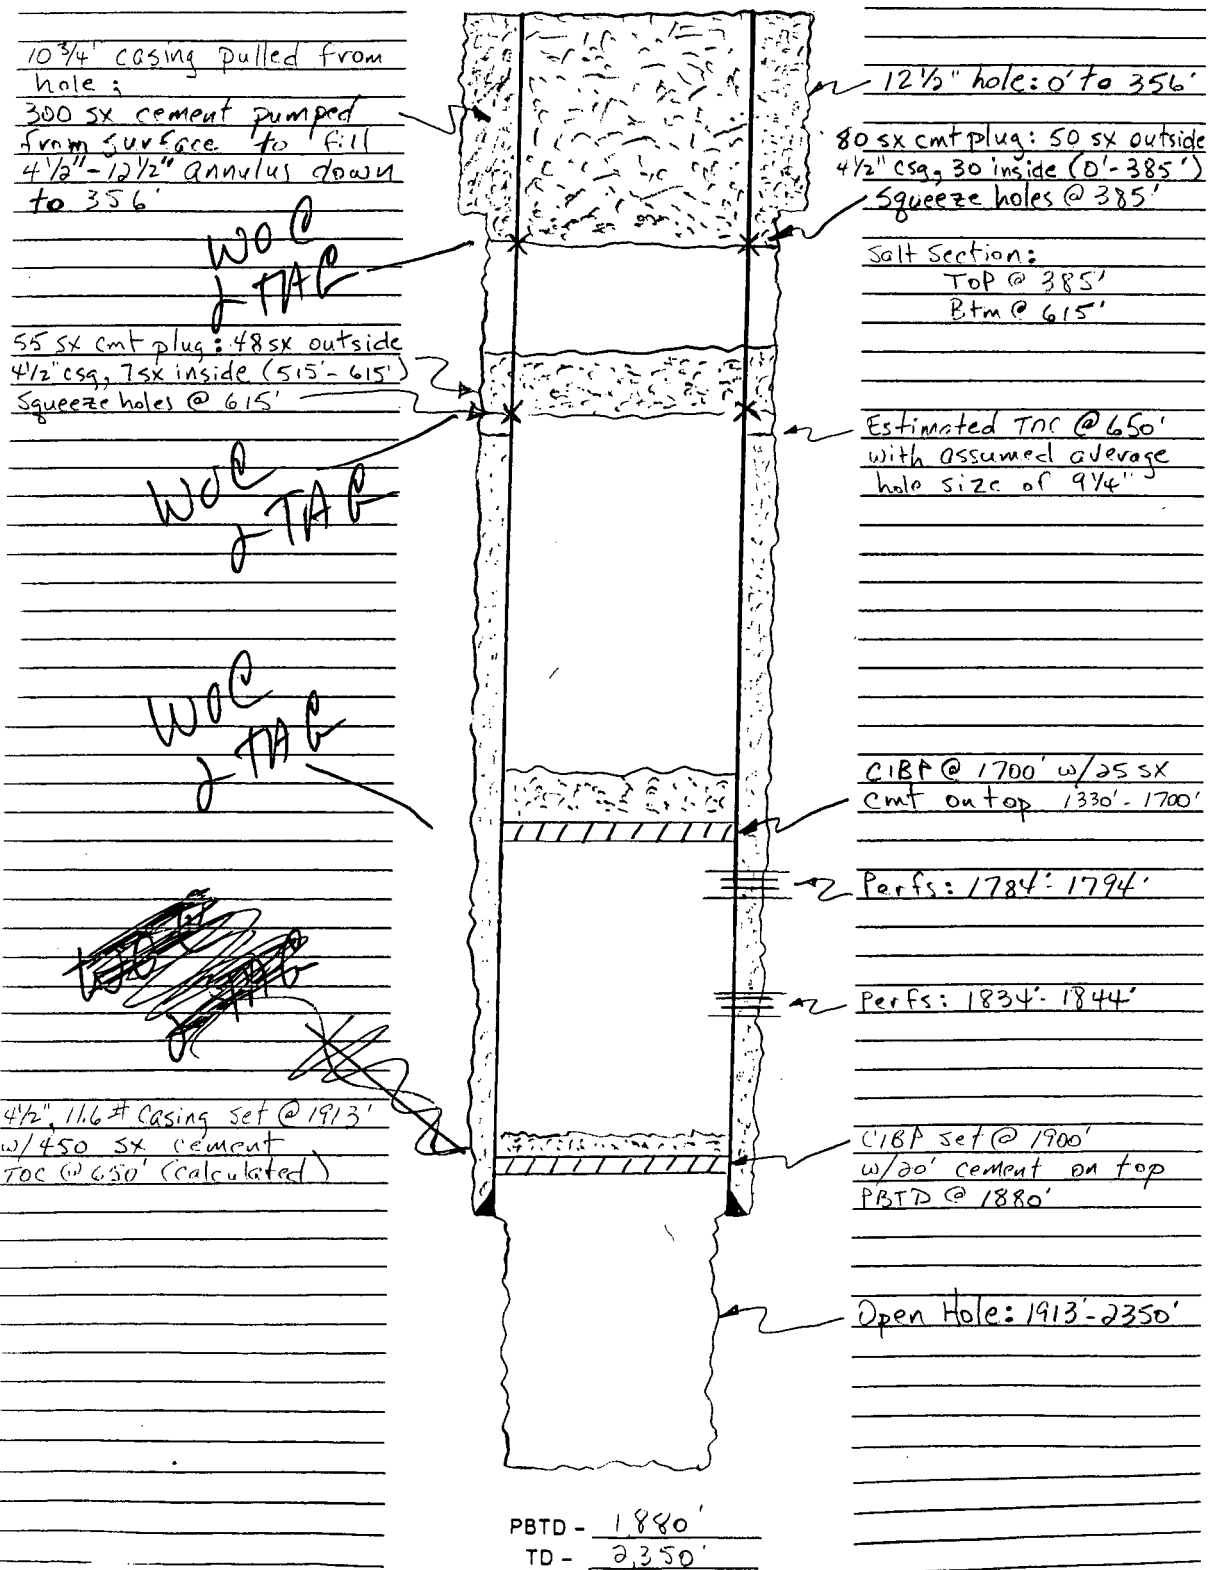 10 3/4" casing pulled from
hole;
300 sx cement pumped
from surface to fill
4 1/2"-12 1/2" annulus down
to 356'
WOC
& TAG
55 sx cmt plug: 48 sx outside
4 1/2" csg, 7 sx inside (515'-615')
Squeeze holes @ 615'
WOC
& TAG
WOC
& TAG
WOC
& TAG
4 1/2", 11.6# Casing set @ 1913'
w/450 sx cement
TOC @ 650' (calculated)
12 1/2" hole: 0' to 356'
80 sx cmt plug: 50 sx outside
4 1/2" csg, 30 inside (0'-385')
Squeeze holes @ 385'
Salt Section:
TOP @ 385'
Btm @ 615'
Estimated TOC @ 650'
with assumed average
hole size of 9 1/4"
CIBP @ 1700' w/25 sx
cmt on top 1330'-1700'
Perfs: 1784'-1794'
Perfs: 1834'-1844'
CIBP set @ 1900'
w/20' cement on top
PBTD @ 1880'
Open Hole: 1913'-2350'
PBTD - 1880'
TD - 2,350'